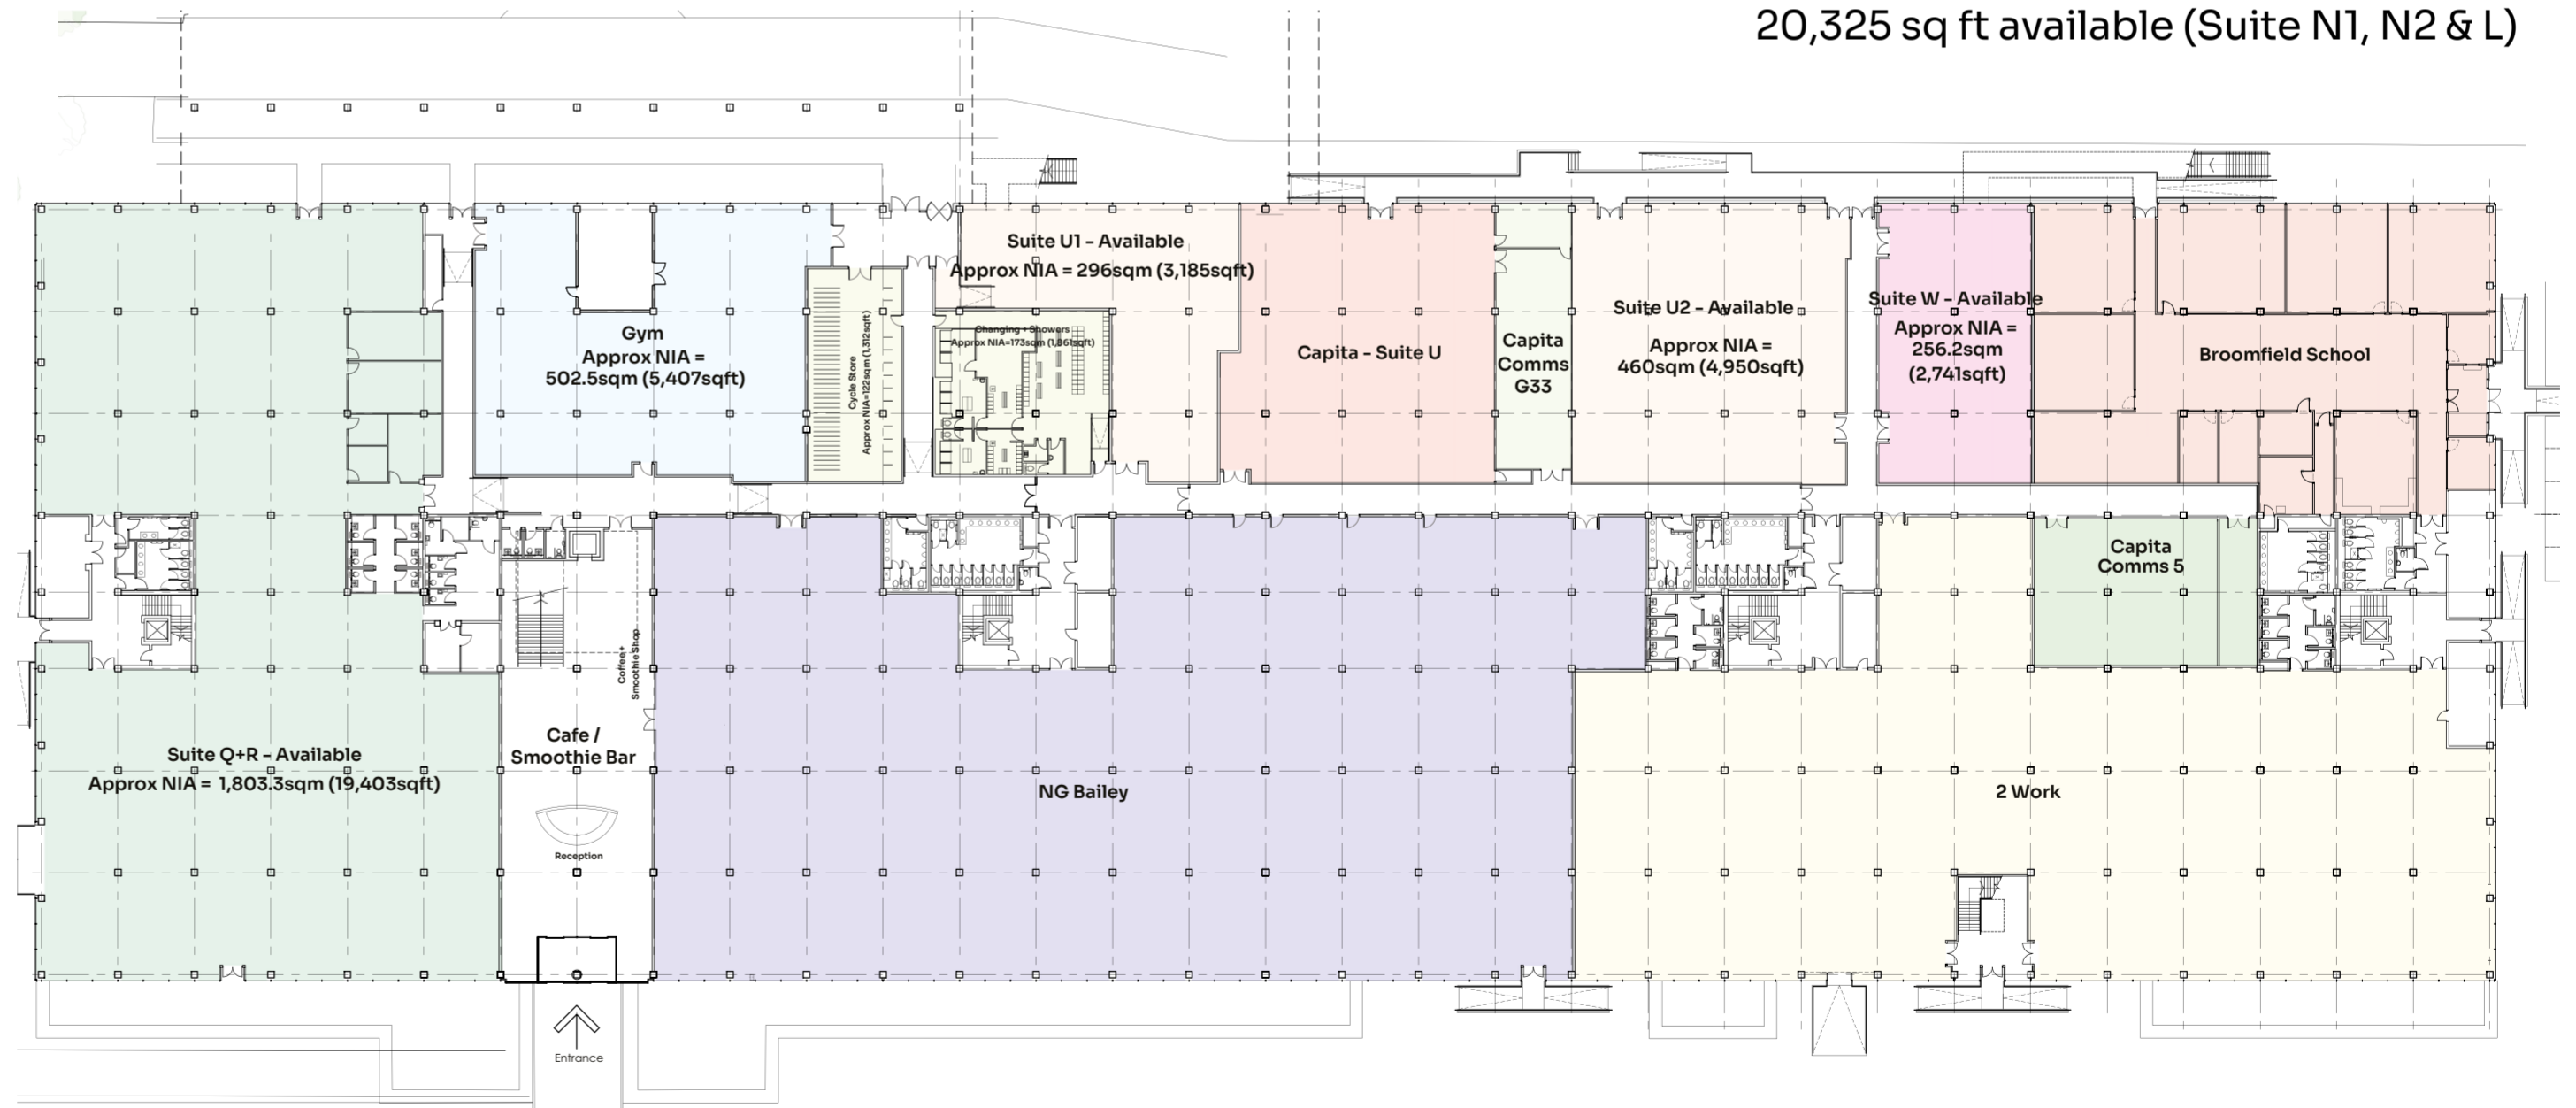 20,325 sq ft available (Suite N1, N2 & L)
Suite U1 - Available
Approx NIA = 296sqm (3,185sqft)
Gym
Approx NIA =
502.5sqm (5,407sqft)
Cycle Store
Approx NIA=122sqm (1,312sqft)
Changing + Showers
Approx NIA=173sqm (1,861sqft)
Capita - Suite U
Capita
Comms
G33
Suite U2 - Available
Approx NIA =
460sqm (4,950sqft)
Suite W - Available
Approx NIA =
256.2sqm
(2,741sqft)
Broomfield School
Capita
Comms 5
Coffee +
Smoothie Shop
Suite Q+R - Available
Approx NIA = 1,803.3sqm (19,403sqft)
Cafe /
Smoothie Bar
Reception
NG Bailey
2 Work
Entrance